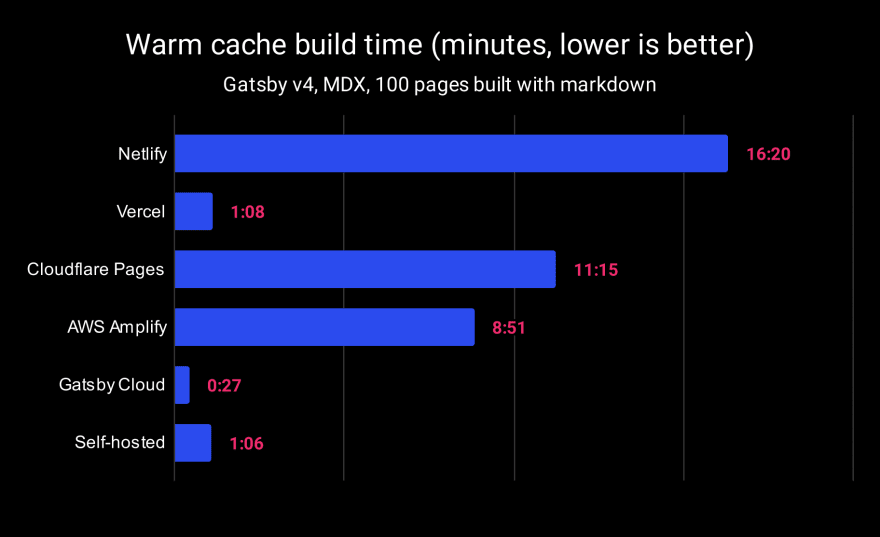 Warm cache build time (minutes, lower is better)
Gatsby v4, MDX, 100 pages built with markdown
Netlify 16:20
Vercel 1:08
Cloudflare Pages 11:15
AWS Amplify 8:51
Gatsby Cloud 0:27
Self-hosted 1:06